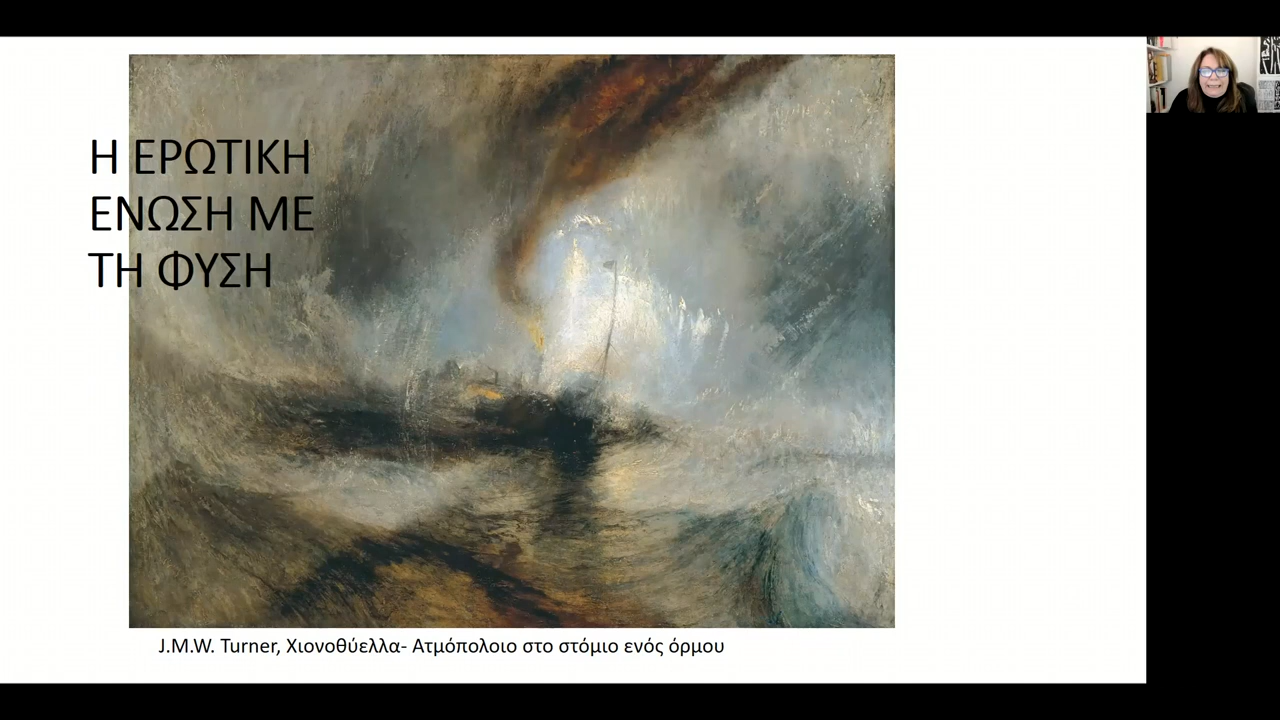 Η ΕΡΩΤΙΚΗ
ΕΝΩΣΗ ΜΕ
ΤΗ ΦΥΣΗ
J.M.W. Turner, Χιονοθύελλα- Ατμόπολοιο στο στόμιο ενός όρμου